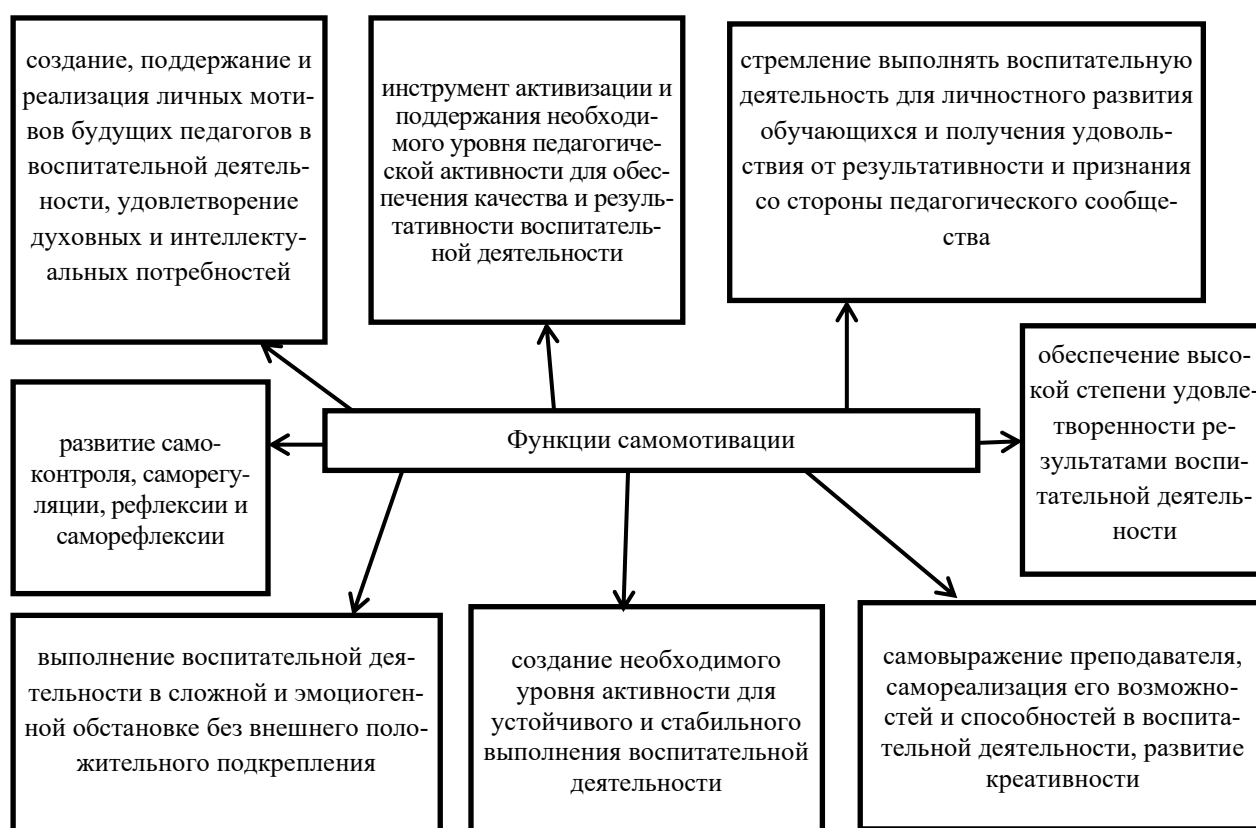 создание, поддержание и
реализация личных моти-
вов будущих педагогов в
воспитательной деятель-
ности, удовлетворение
духовных и интеллекту-
альных потребностей
инструмент активизации и
поддержания необходи-
мого уровня педагогиче-
ской активности для обес-
печения качества и резуль-
тативности воспитатель-
ной деятельности
стремление выполнять воспитательную
деятельность для личностного развития
обучающихся и получения удоволь-
ствия от результативности и признания
со стороны педагогического сообще-
ства
развитие само-
контроля, саморегу-
ляции, рефлексии и
саморефлексии
Функции самомотивации
обеспечение высо-
кой степени удовле-
творенности ре-
зультатами воспи-
тательной деятель-
ности
выполнение воспитательной дея-
тельности в сложной и эмоциоген-
ной обстановке без внешнего поло-
жительного подкрепления
создание необходимого
уровня активности для
устойчивого и стабильного
выполнения воспитательной
деятельности
самовыражение преподавателя,
самореализация его возможно-
стей и способностей в воспита-
тельной деятельности, развитие
креативности